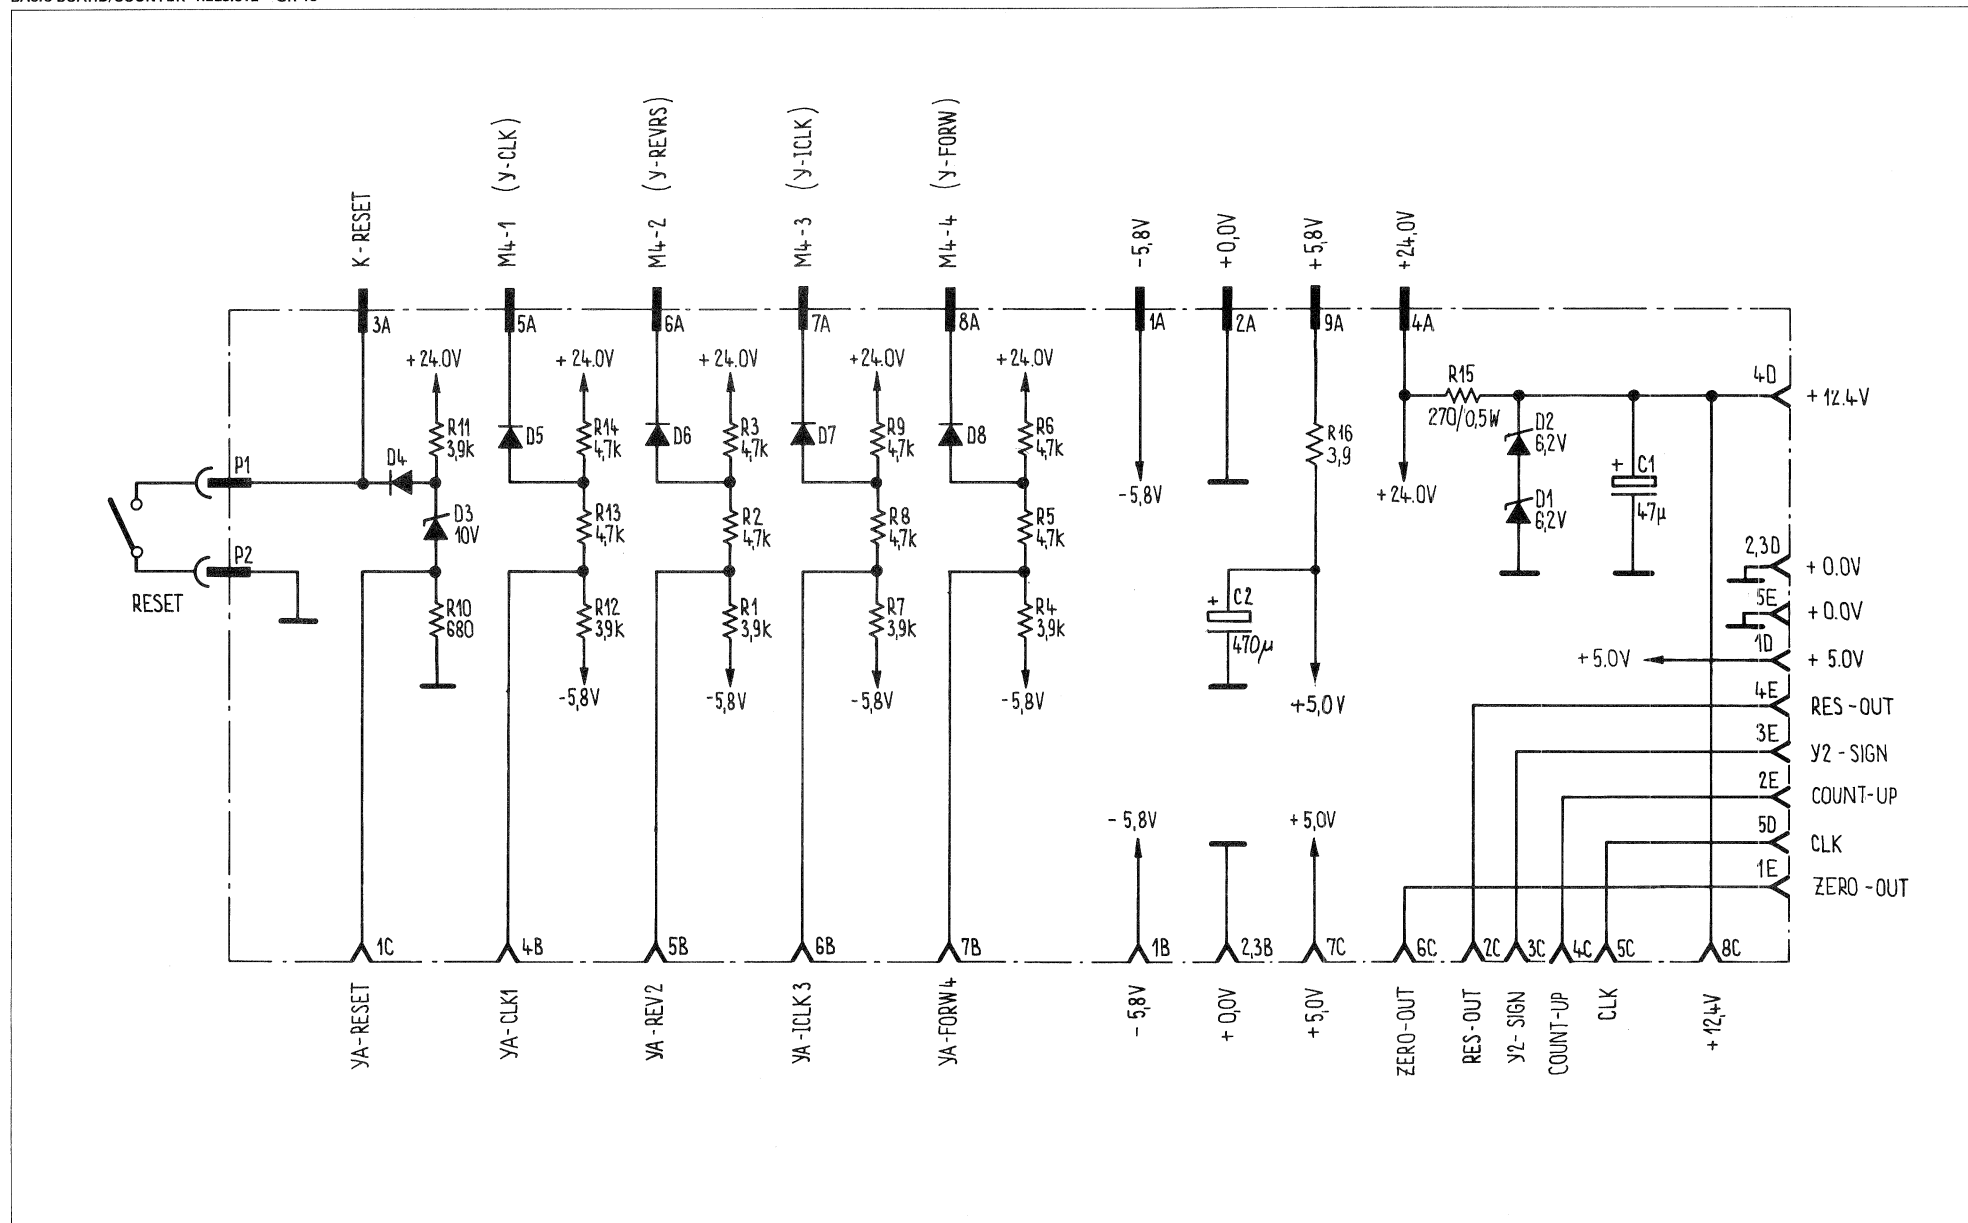 K-RESET
M4-1 (y-CLK)
M4-2 (y-REVRS)
M4-3 (y-ICLK)
M4-4 (y-FORW)
-5,8V
+0,0V
+5,8V
+24,0V
3A
5A
6A
7A
8A
1A
2A
9A
4A
+24.0V
+24.0V
+24.0V
+24.0V
+24.0V
R11
3,9k
D5
R14
4,7k
D6
R3
4,7k
D7
R9
4,7k
D8
R6
4,7k
R16
3,9
R15
270/0,5W
4D
+12.4V
D2
6,2V
D1
6,2V
+
C1
47µ
-5,8V
+24.0V
P1
D4
D3
10V
R13
4,7k
R2
4,7k
R8
4,7k
R5
4,7k
P2
RESET
R10
680
R12
3,9k
R1
3,9k
R7
3,9k
R4
3,9k
+
C2
470µ
-5,8V
-5,8V
-5,8V
-5,8V
+5,0V
2,3D
+0.0V
5E
+0.0V
1D
+5.0V
+5.0V
4E
RES-OUT
3E
y2-SIGN
2E
COUNT-UP
5D
CLK
1E
ZERO-OUT
-5,8V
+5,0V
1C
4B
5B
6B
7B
1B
2,3B
7C
6C
2C
3C
4C
5C
8C
yA-RESET
yA-CLK1
yA-REV2
yA-ICLK3
yA-FORW4
-5,8V
+0,0V
+5,0V
ZERO-OUT
RES-OUT
y2-SIGN
COUNT-UP
CLK
+12,4V